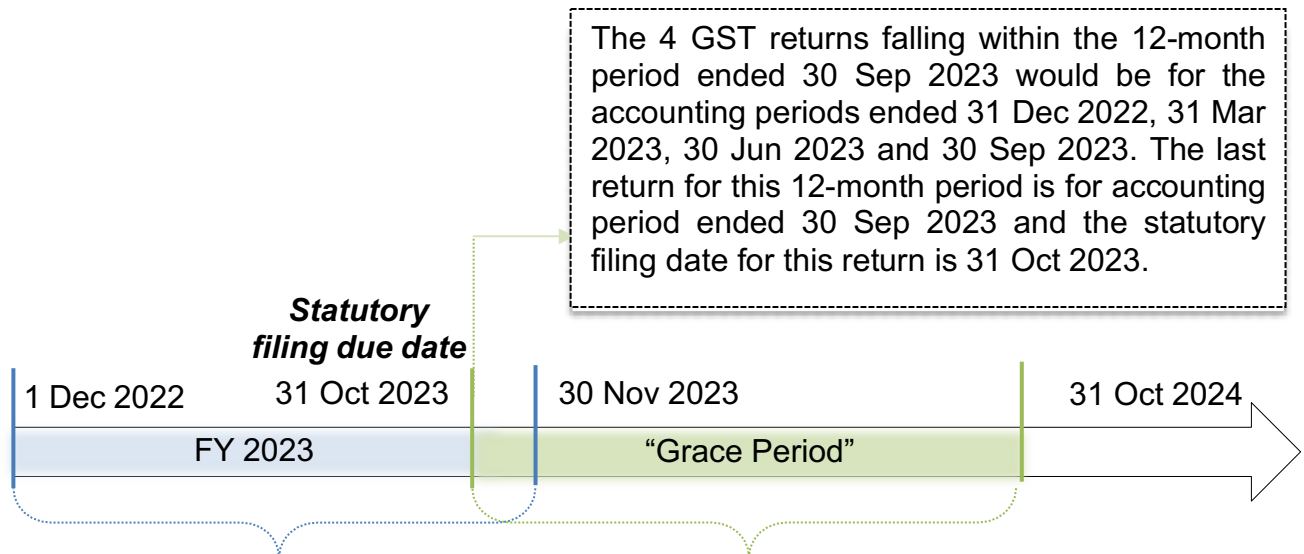 The 4 GST returns falling within the 12-month
period ended 30 Sep 2023 would be for the
accounting periods ended 31 Dec 2022, 31 Mar
2023, 30 Jun 2023 and 30 Sep 2023. The last
return for this 12-month period is for accounting
period ended 30 Sep 2023 and the statutory
filing date for this return is 31 Oct 2023.
Statutory
filing due date
1 Dec 2022
31 Oct 2023
30 Nov 2023
31 Oct 2024
FY 2023
“Grace Period”